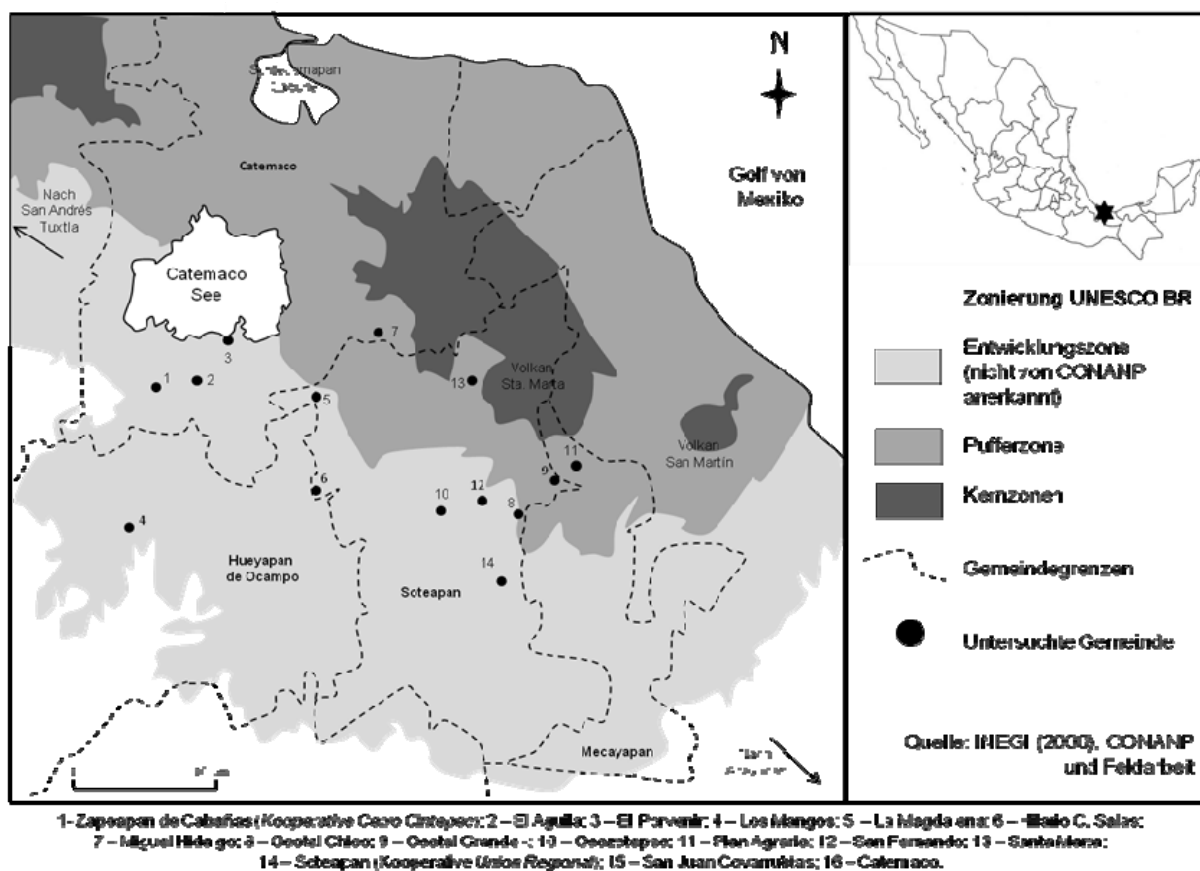 N
Catemaco
Golf von
Mexiko
Nach
San Andrés
Tuxtla
Catemaco
See
7
3
1
2
13
Volkan
Sta. Marta
5
Volkan
San Martín
11
9
6
10
12
8
4
Hueyapan
de Ocampo
14
Soteapan
Mecayapan
Zonierung UNESCO BR
Entwicklungszone
(nicht von CONANP
anerkannt)
Pufferzone
Kernzonen
Gemeindegrenzen
Untersuchte Gemeinde
Quelle: INEGI (2000), CONANP
und Feldarbeit
1- Zapoapan de Cabañas (Kooperative Cerro Cintepec); 2 – El Aguila; 3 – El Porvenir; 4 – Los Mangos; 5 – La Magdalena; 6 – Hilario C. Salas;
7 – Miguel Hidalgo; 8 – Ocotal Chico; 9 – Ocotal Grande -; 10 – Ocozotepec; 11 – Plan Agrario; 12 – San Fernando; 13 – Santa Marta;
14 – Soteapan (Kooperative Union Regional); 15 – San Juan Covarrubias; 16 – Catemaco.